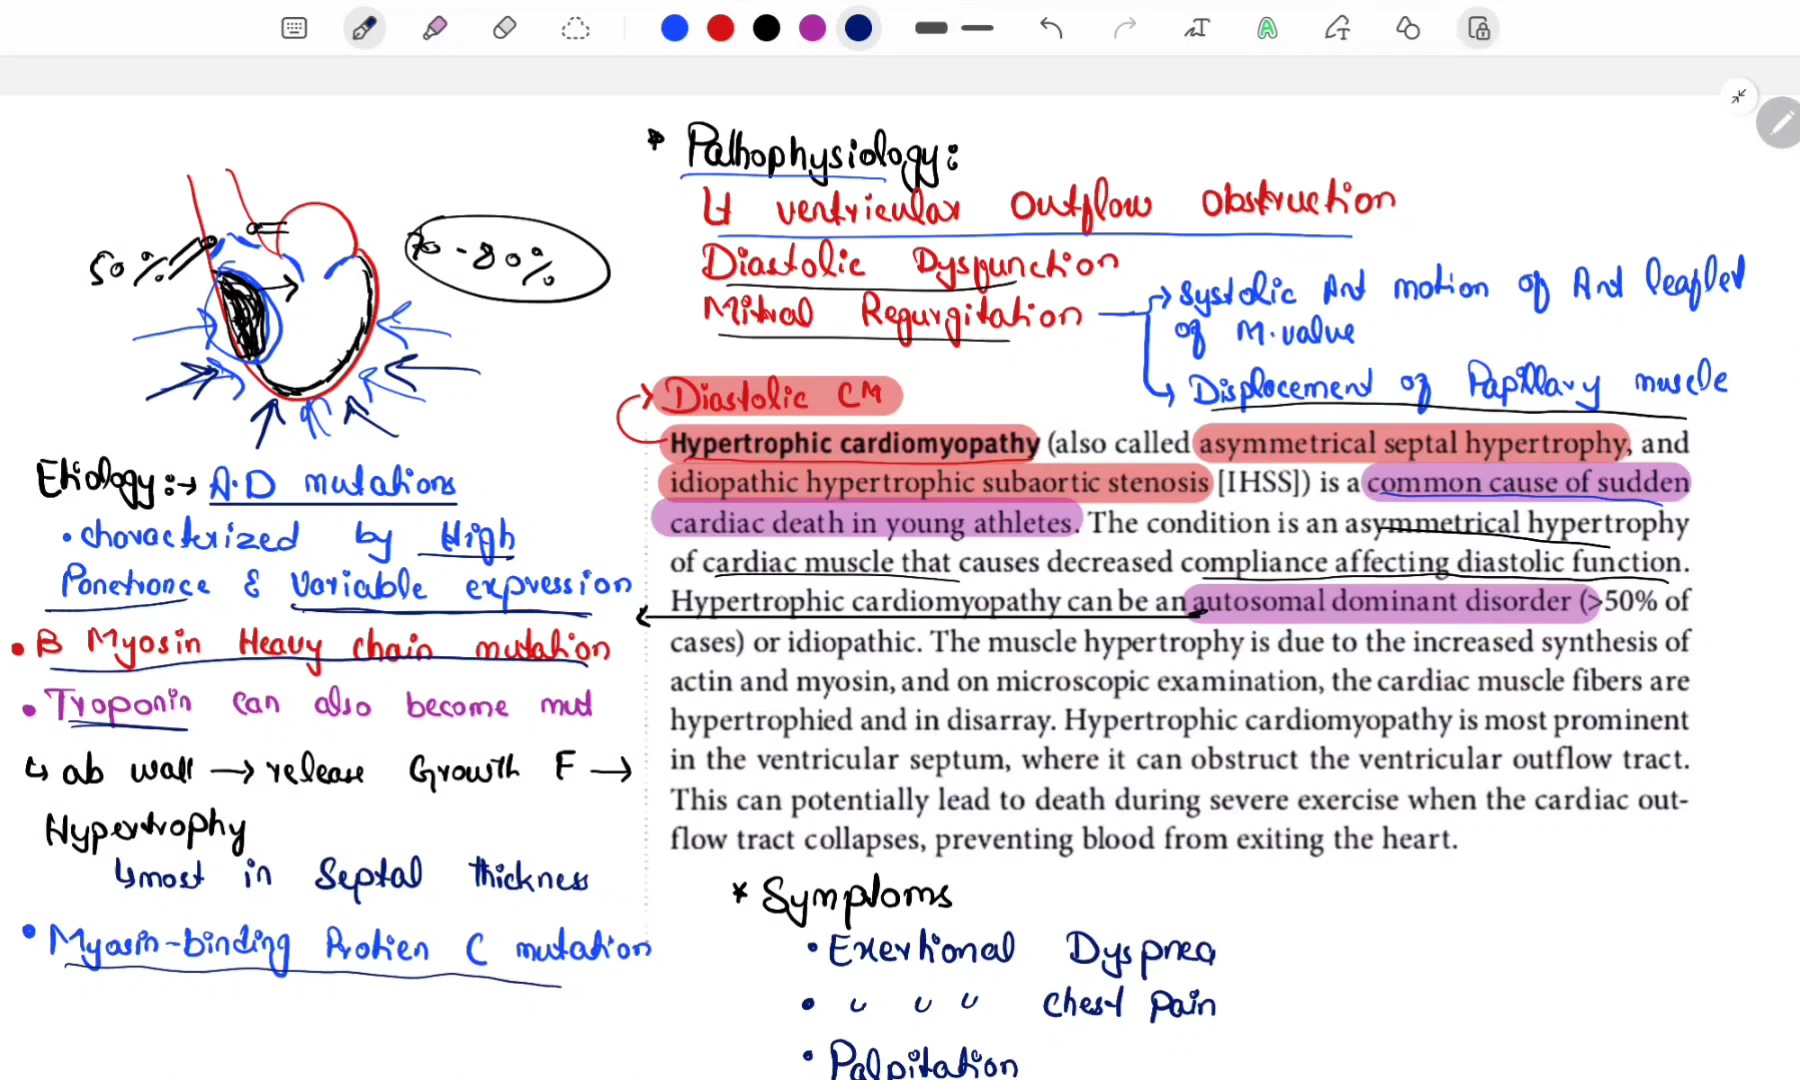 50%
70-80%
Etiology:→ A.D mutations
• characterized by High
Penetrance & Variable expression
• B Myosin Heavy chain mutation
• Troponin can also become mut
↳ ab wall → release Growth F →
Hypertrophy
↳ most in Septal thickness
• Myosin-binding Protien C mutation
* Pathophysiology:
Lt ventricular Outflow Obstruction
Diastolic Dysfunction
Mitral Regurgitation
→ Systolic Ant motion of Ant leaflet
of M.valve
↳ Displacement of Papillary muscle
Diastolic CM
Hypertrophic cardiomyopathy (also called asymmetrical septal hypertrophy, and
idiopathic hypertrophic subaortic stenosis [IHSS]) is a common cause of sudden
cardiac death in young athletes. The condition is an asymmetrical hypertrophy
of cardiac muscle that causes decreased compliance affecting diastolic function.
Hypertrophic cardiomyopathy can be an autosomal dominant disorder (>50% of
cases) or idiopathic. The muscle hypertrophy is due to the increased synthesis of
actin and myosin, and on microscopic examination, the cardiac muscle fibers are
hypertrophied and in disarray. Hypertrophic cardiomyopathy is most prominent
in the ventricular septum, where it can obstruct the ventricular outflow tract.
This can potentially lead to death during severe exercise when the cardiac out-
flow tract collapses, preventing blood from exiting the heart.
* Symptoms
• Exertional Dyspnea
• " " " Chest Pain
• Palpitation